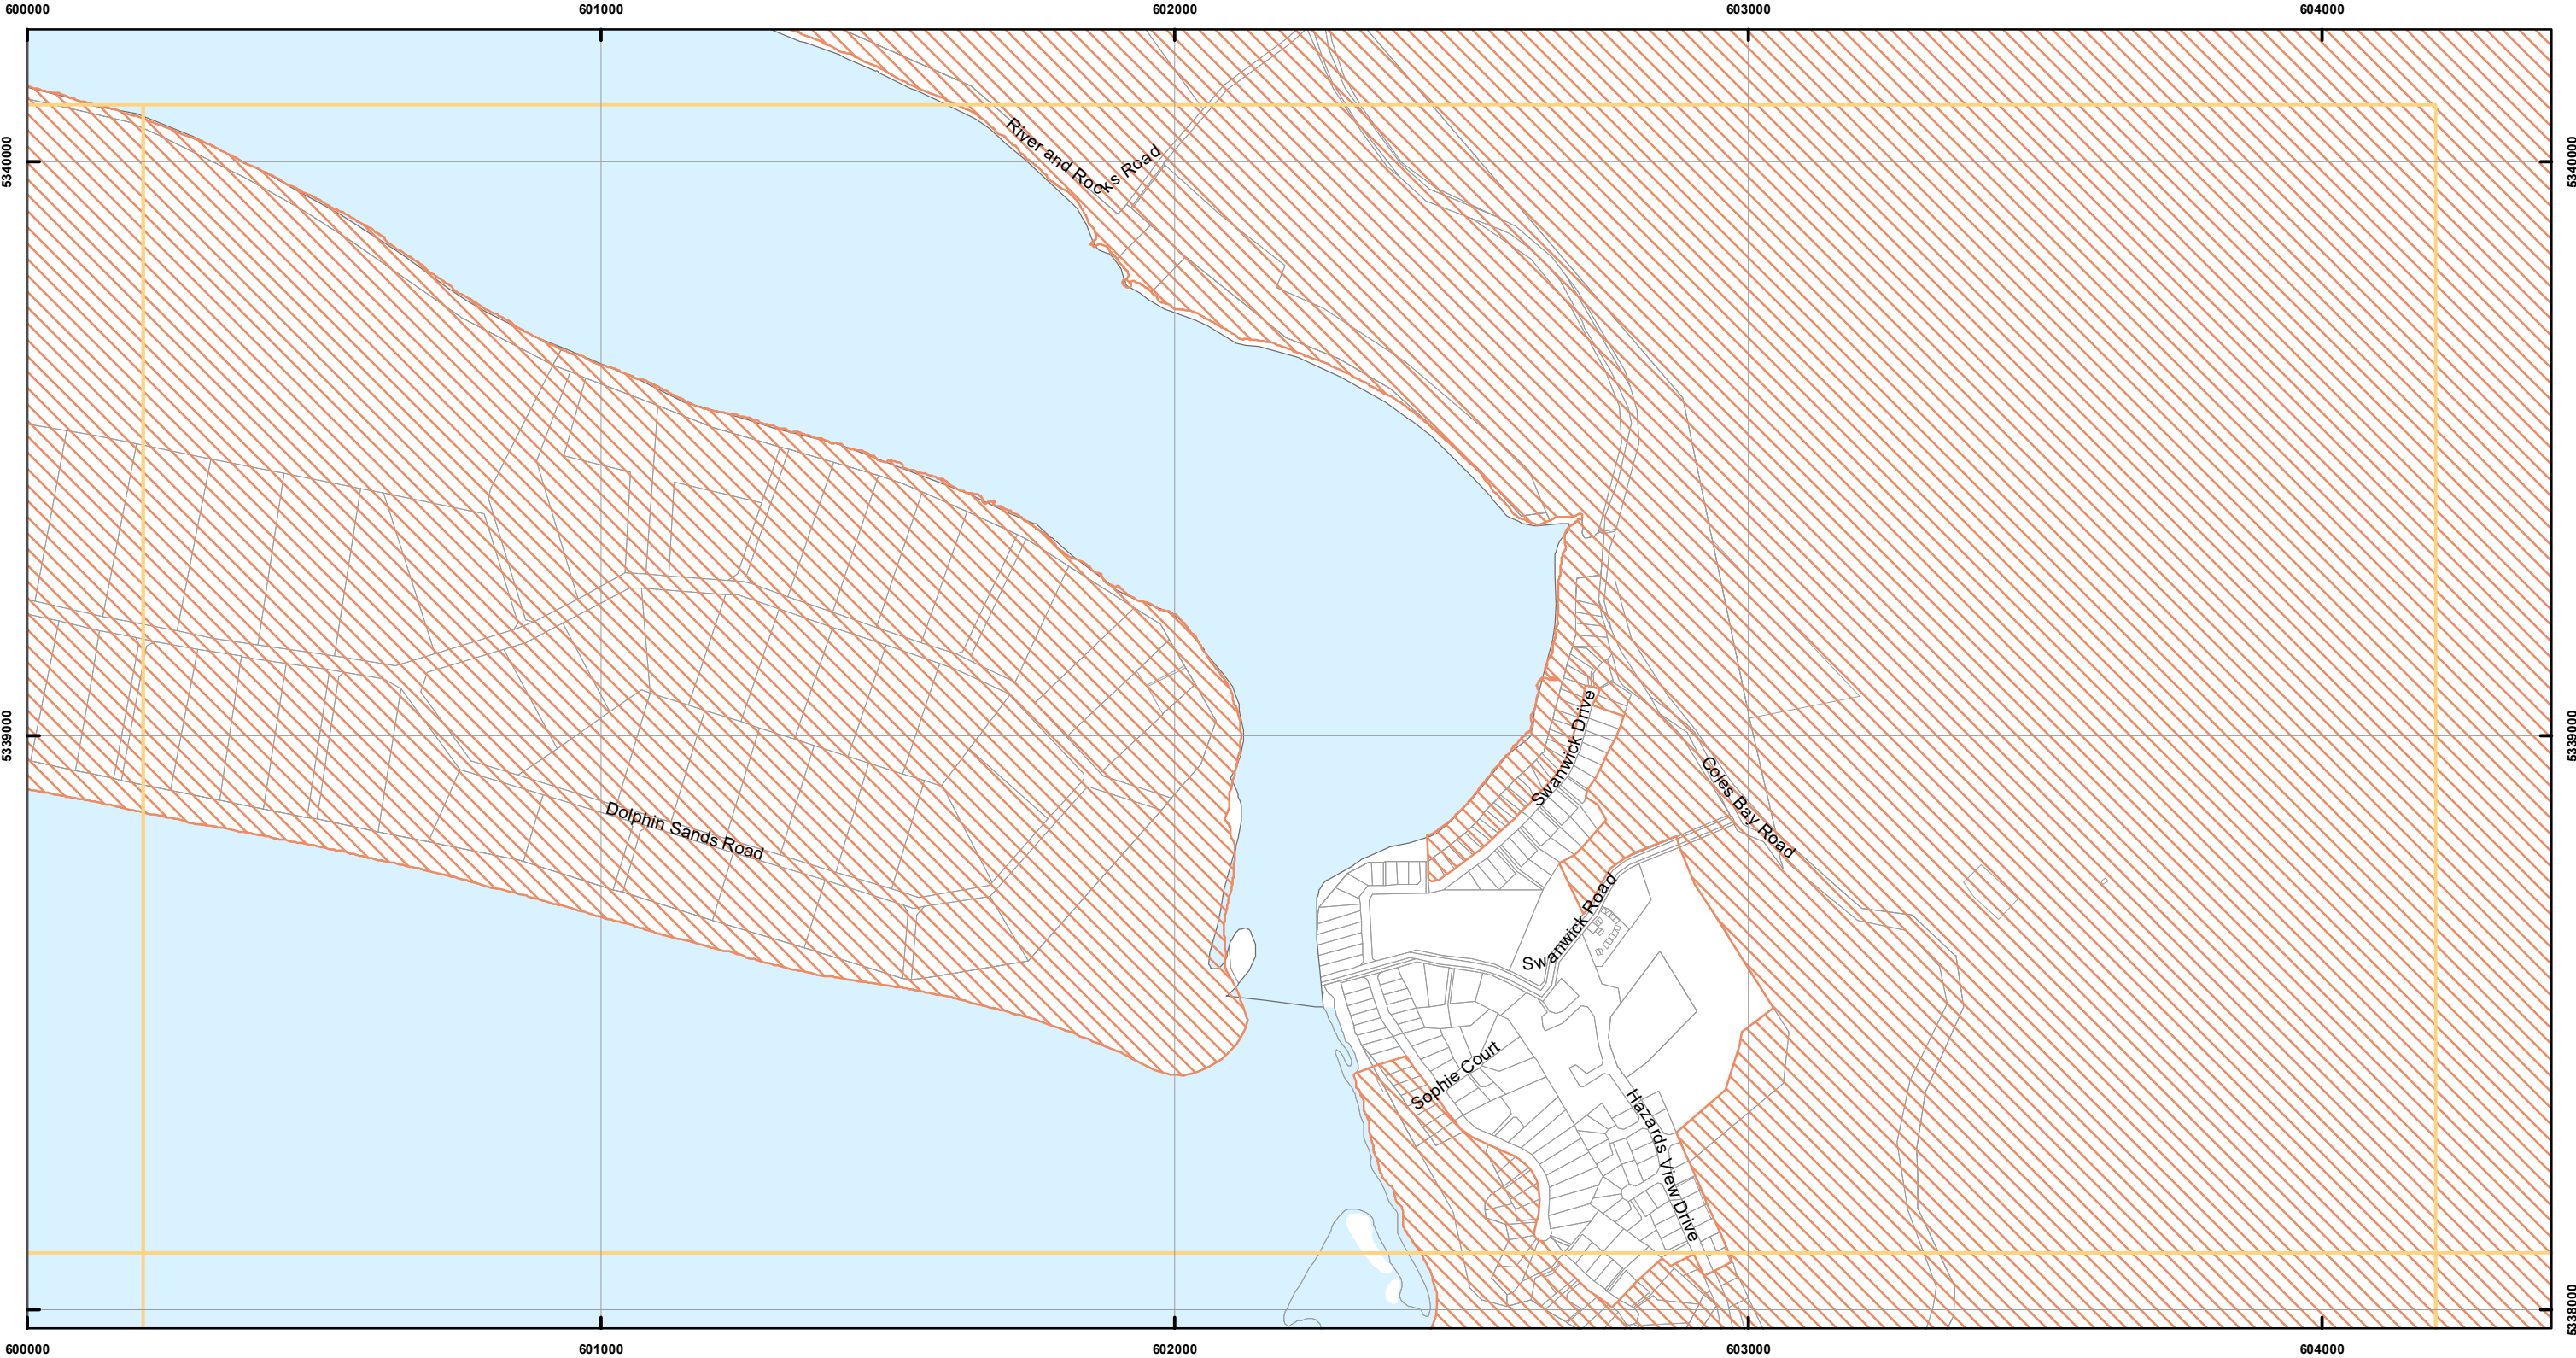 600000
601000
602000
603000
604000
5340000
5340000
River and Rocks Road
Swanwick Drive
5339000
5339000
Coles Bay Road
Dolphin Sands Road
Swanwick Road
Sophie Court
Hazards View Drive
5338000
600000
601000
602000
603000
604000